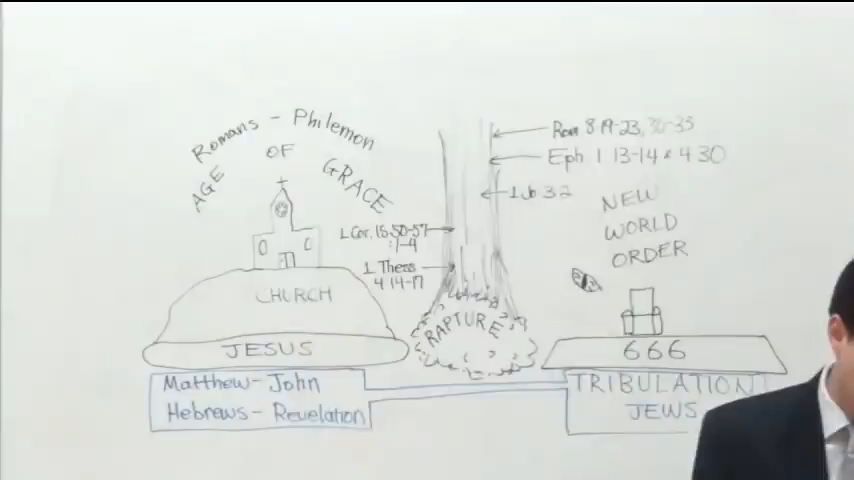 Romans - Philemon
AGE OF GRACE
CHURCH
JESUS
Matthew - John
Hebrews - Revelation
1 Cor. 15:50-57
:1-4
1 Thess
4 14-17
RAPTURE
Rom 8 19-23, 30-35
Eph 1 13-14 & 4 30
1 Jo 3 2
NEW
WORLD
ORDER
666
TRIBULATION
JEWS